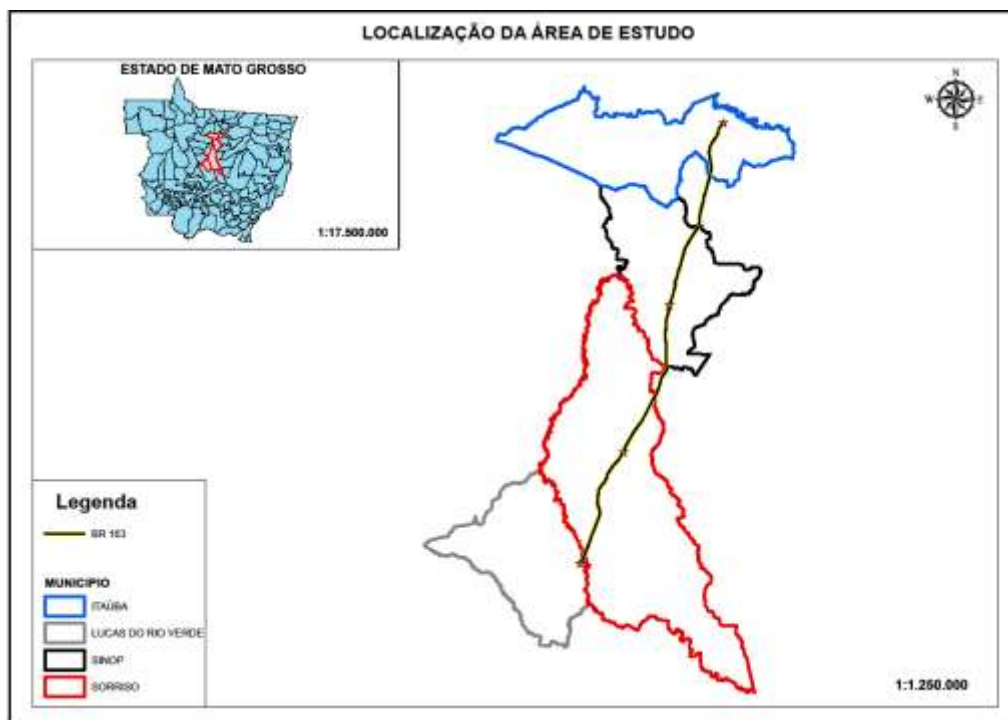 LOCALIZAÇÃO DA ÁREA DE ESTUDO
ESTADO DE MATO GROSSO
1:17.500.000
N
W
E
S
Legenda
BR 163
MUNICIPIO
ITAÚBA
LUCAS DO RIO VERDE
SINOP
SORRISO
1:1.250.000